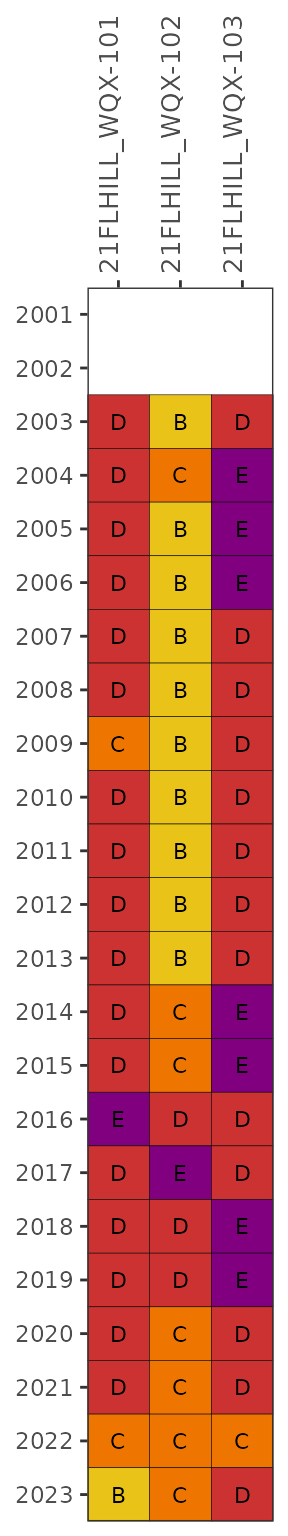 21FLHILL_WQX-101
21FLHILL_WQX-102
21FLHILL_WQX-103
2001
2002
2003 D B D
2004 D C E
2005 D B E
2006 D B E
2007 D B D
2008 D B D
2009 C B D
2010 D B D
2011 D B D
2012 D B D
2013 D B D
2014 D C E
2015 D C E
2016 E D D
2017 D E D
2018 D D E
2019 D D E
2020 D C D
2021 D C D
2022 C C C
2023 B C D